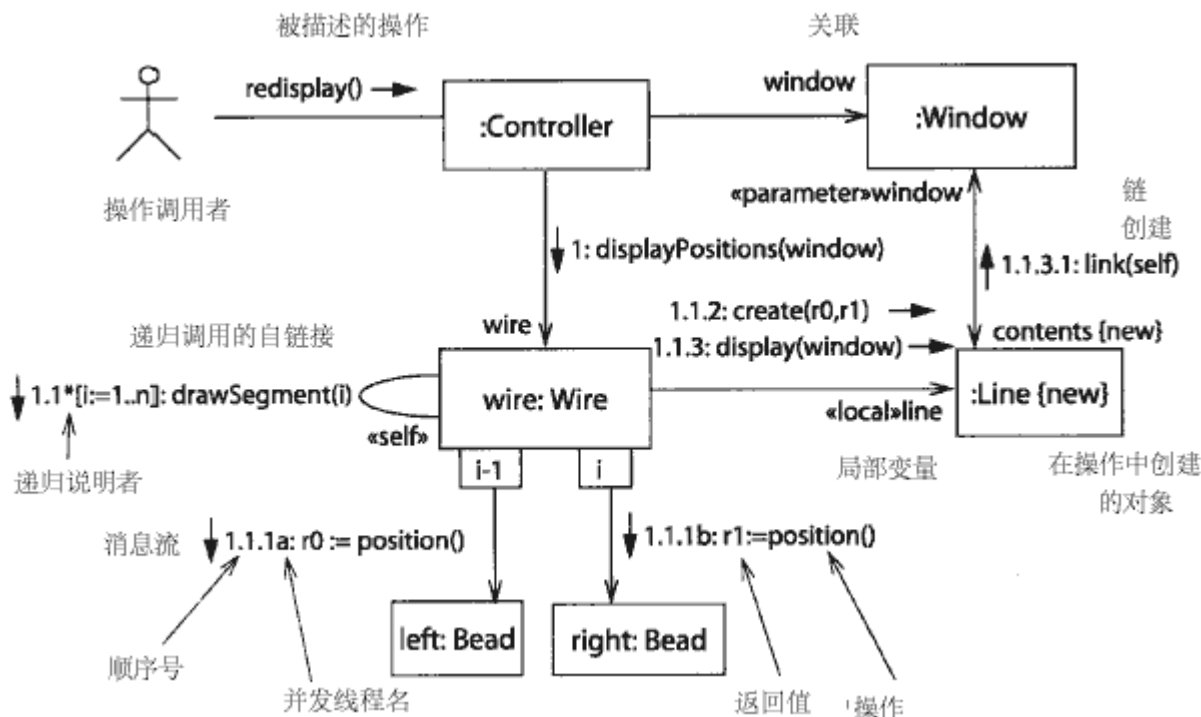 被描述的操作
关联
redisplay()
:Controller
window
:Window
操作调用者
«parameter»window
链
创建
1: displayPositions(window)
1.1.3.1: link(self)
1.1.2: create(r0,r1)
递归调用的自链接
wire
1.1.3: display(window)
contents {new}
1.1*[i:=1..n]: drawSegment(i)
wire: Wire
:Line {new}
«self»
«local»line
i-1
i
递归说明者
局部变量
在操作中创建
的对象
消息流
1.1.1a: r0 := position()
1.1.1b: r1:=position()
left: Bead
right: Bead
顺序号
并发线程名
返回值
操作